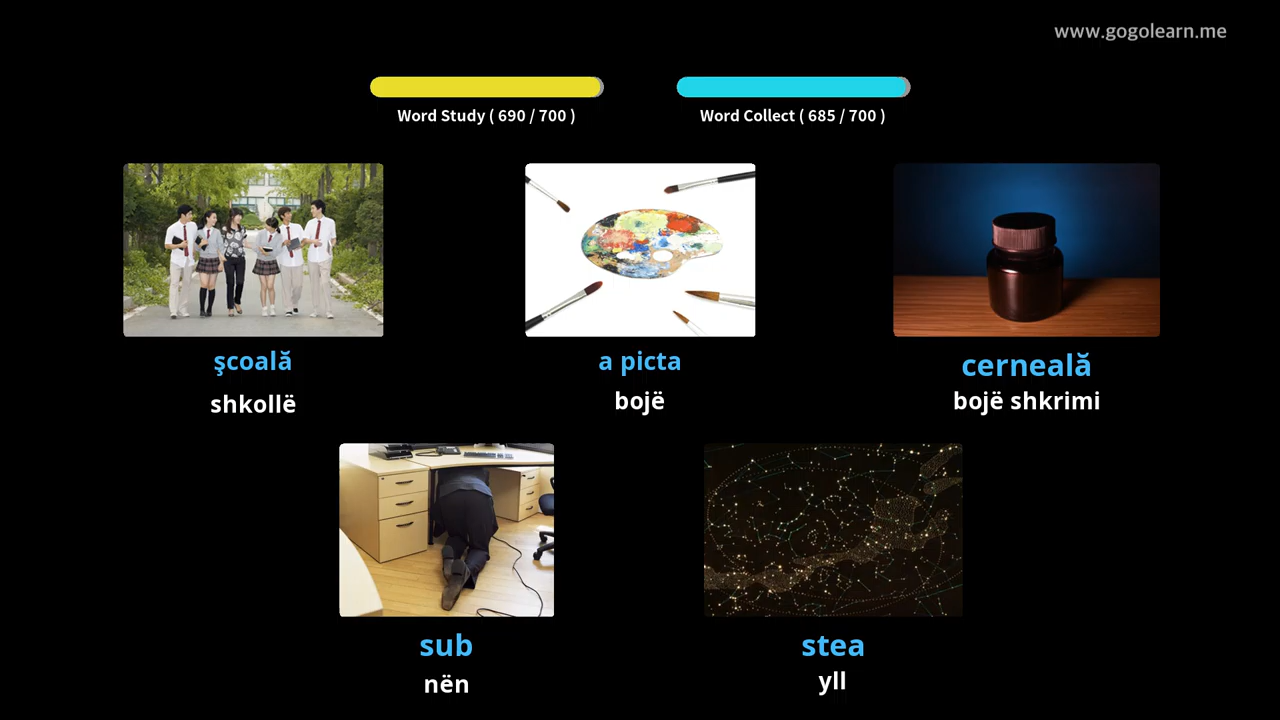 www.gogolearn.me
Word Study ( 690 / 700 )
Word Collect ( 685 / 700 )
şcoală
shkollë
a picta
bojë
cerneală
bojë shkrimi
sub
nën
stea
yll